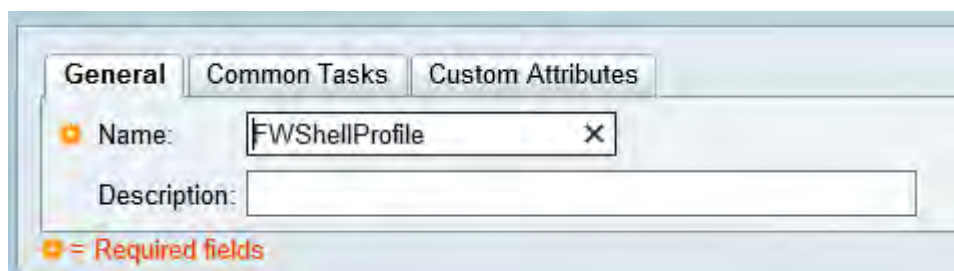 General Common Tasks Custom Attributes
Name: FWShellProfile ×
Description:
= Required fields